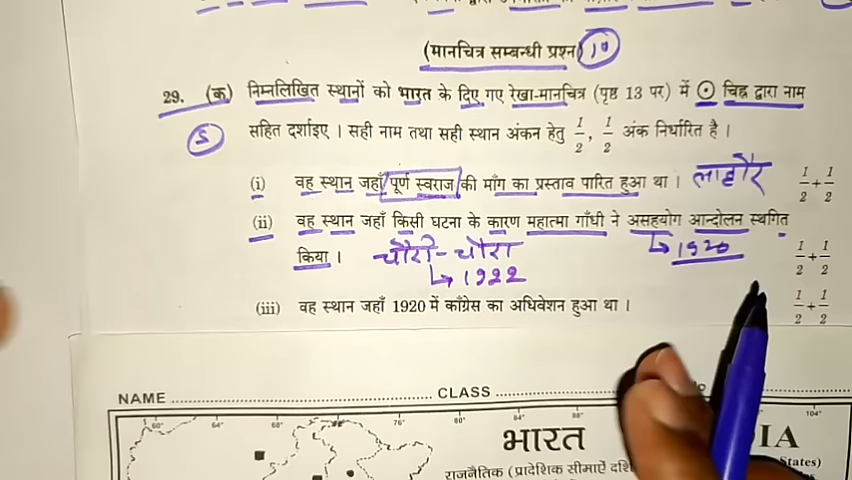 (मानचित्र सम्बन्धी प्रश्न) 10
29. (क) निम्नलिखित स्थानों को भारत के दिए गए रेखा-मानचित्र (पृष्ठ 13 पर) में ⊙ चिह्न द्वारा नाम
5 सहित दर्शाइए । सही नाम तथा सही स्थान अंकन हेतु 1/2, 1/2 अंक निर्धारित है ।
(i) वह स्थान जहाँ पूर्ण स्वराज की माँग का प्रस्ताव पारित हुआ था । लाहौर 1/2 + 1/2
(ii) वह स्थान जहाँ किसी घटना के कारण महात्मा गाँधी ने असहयोग आन्दोलन स्थगित
किया । चौरी-चौरा ↳ 1920 1/2 + 1/2
↳ 1922
(iii) वह स्थान जहाँ 1920 में काँग्रेस का अधिवेशन हुआ था । 1/2 + 1/2
NAME CLASS
60° 64° 68° 76° 80° 84° 88° 104°
भारत
राजनैतिक (प्रादेशिक सीमाऐं
States)